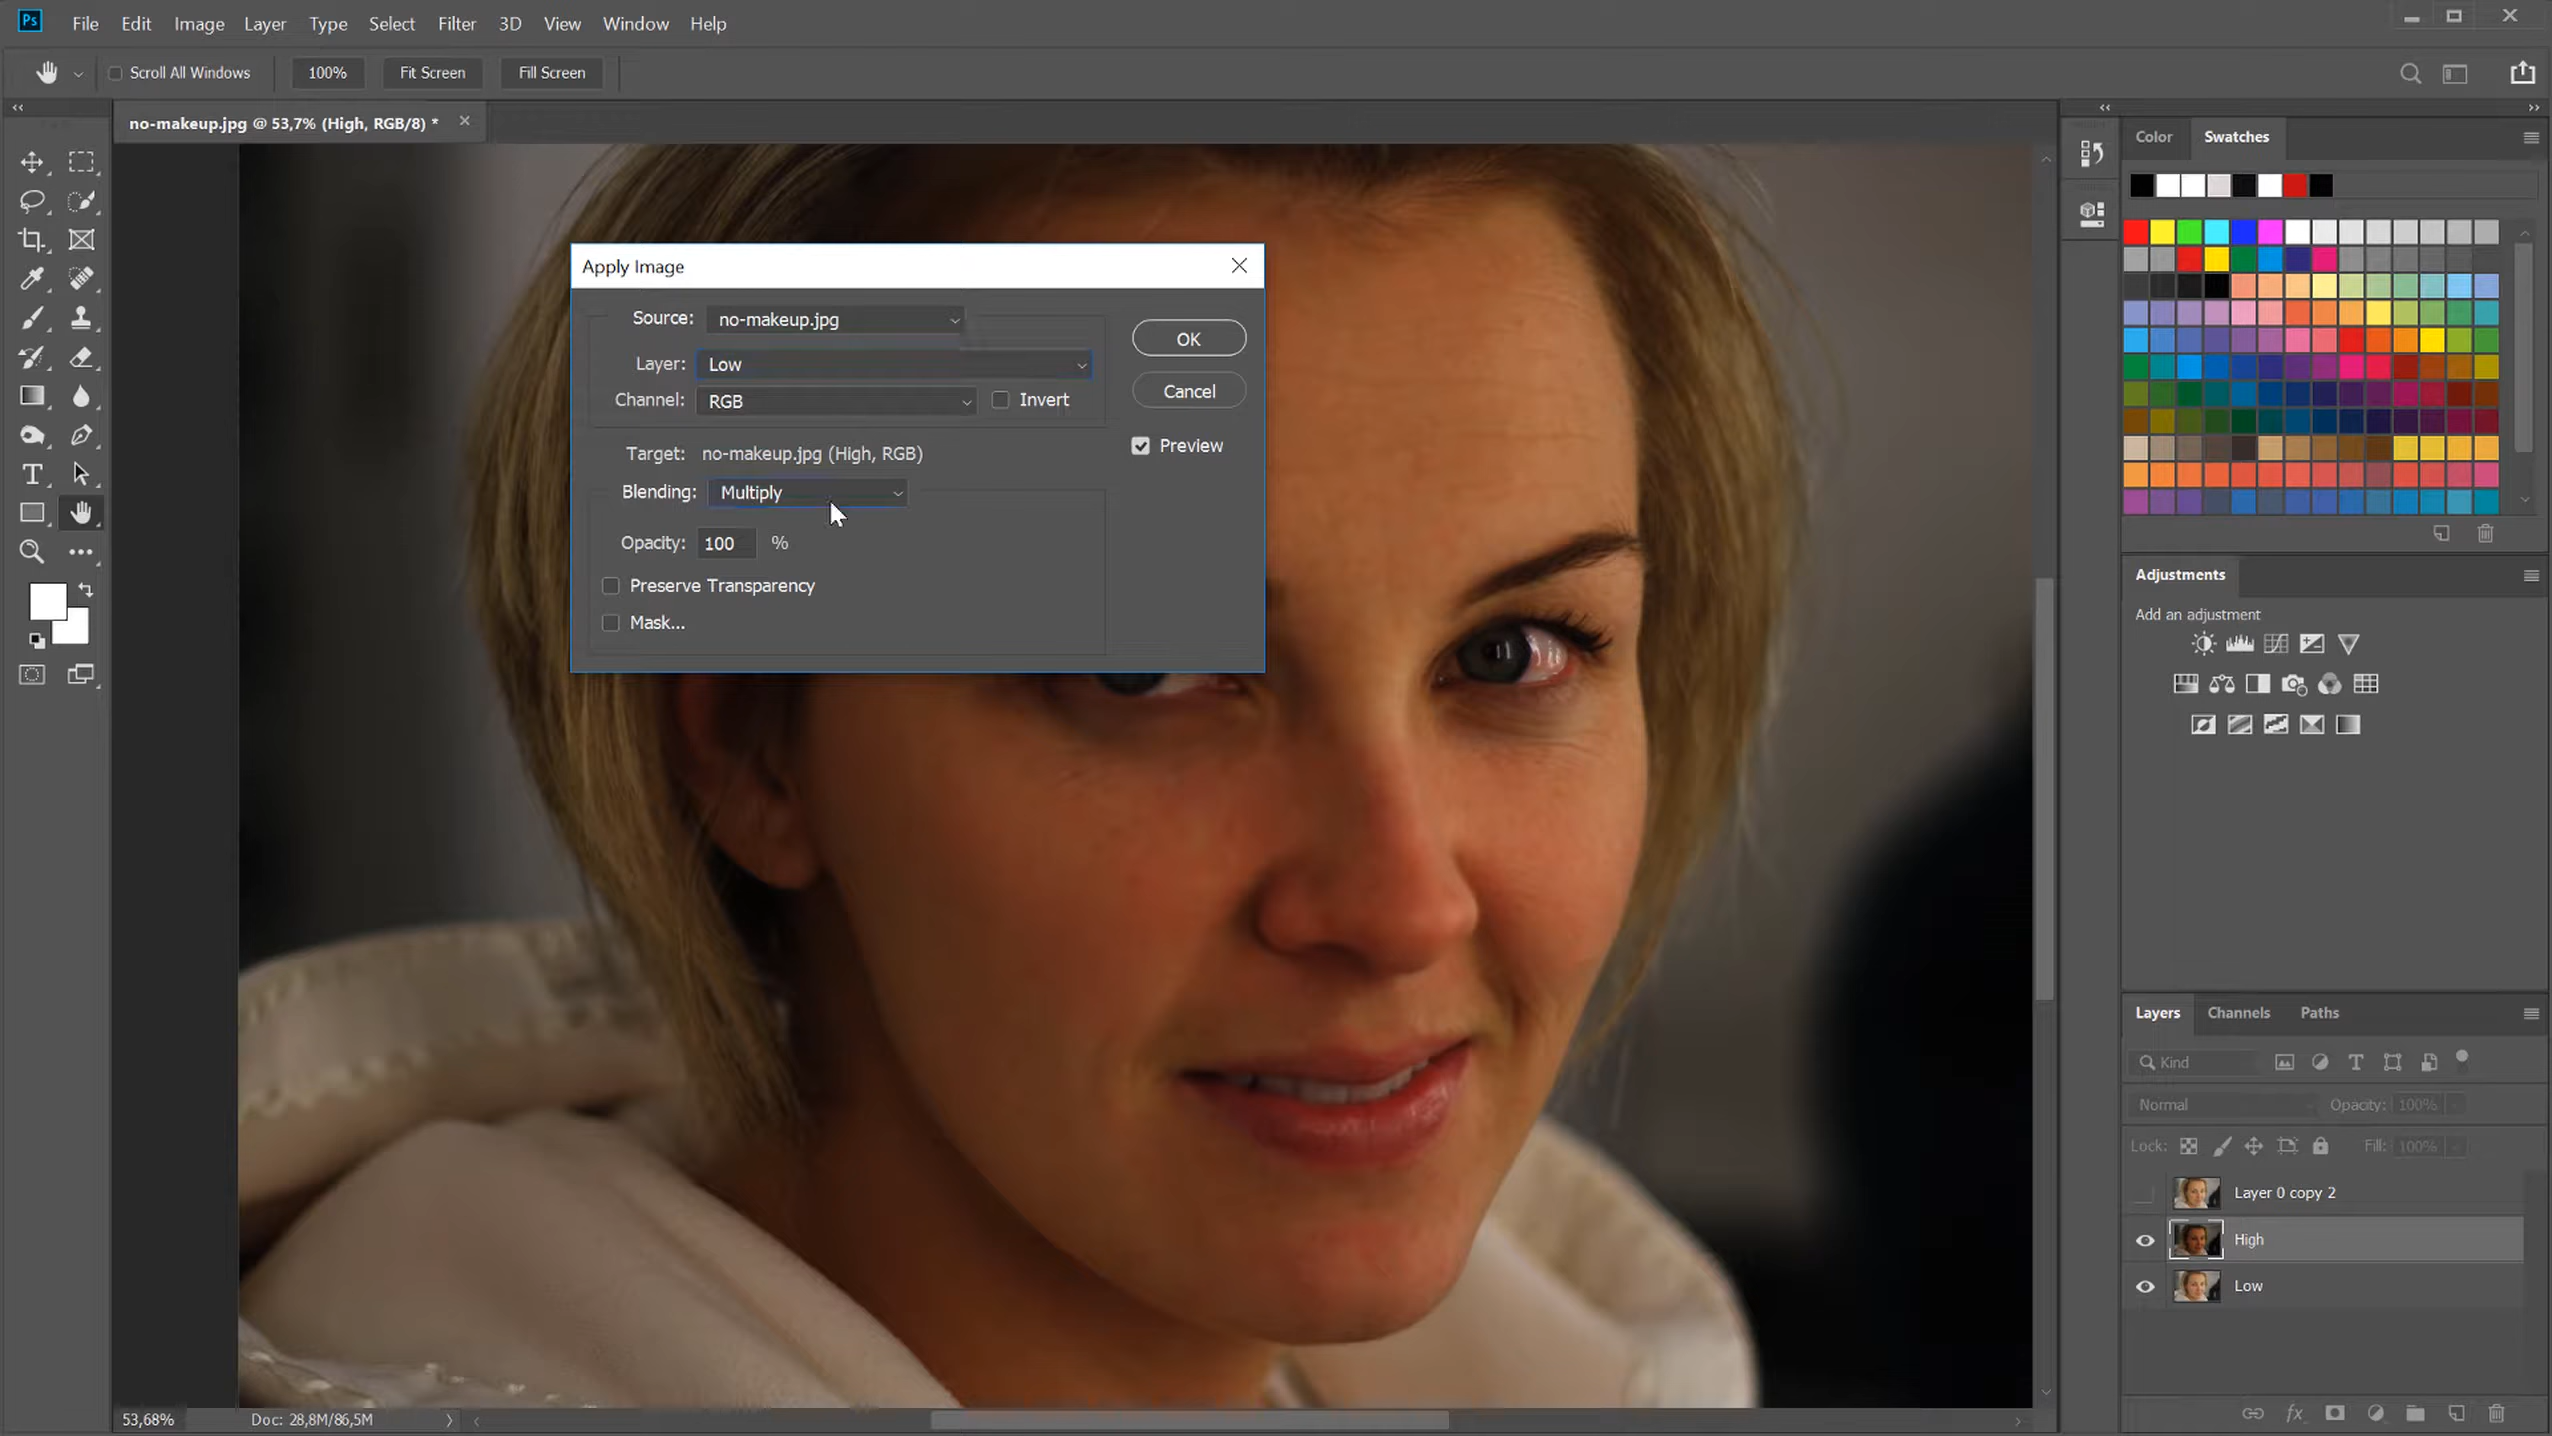 Ps File Edit Image Layer Type Select Filter 3D View Window Help
Scroll All Windows 100% Fit Screen Fill Screen
no-makeup.jpg @ 53,7% (High, RGB/8) *
Color Swatches
Apply Image
Source: no-makeup.jpg
OK
Layer: Low
Cancel
Channel: RGB Invert
Preview
Target: no-makeup.jpg (High, RGB)
Blending: Multiply
Opacity: 100 %
Preserve Transparency
Mask...
Adjustments
Add an adjustment
Layers Channels Paths
Kind
Normal Opacity: 100%
Lock: Fill: 100%
Layer 0 copy 2
High
Low
53,68% Doc: 28,8M/86,5M